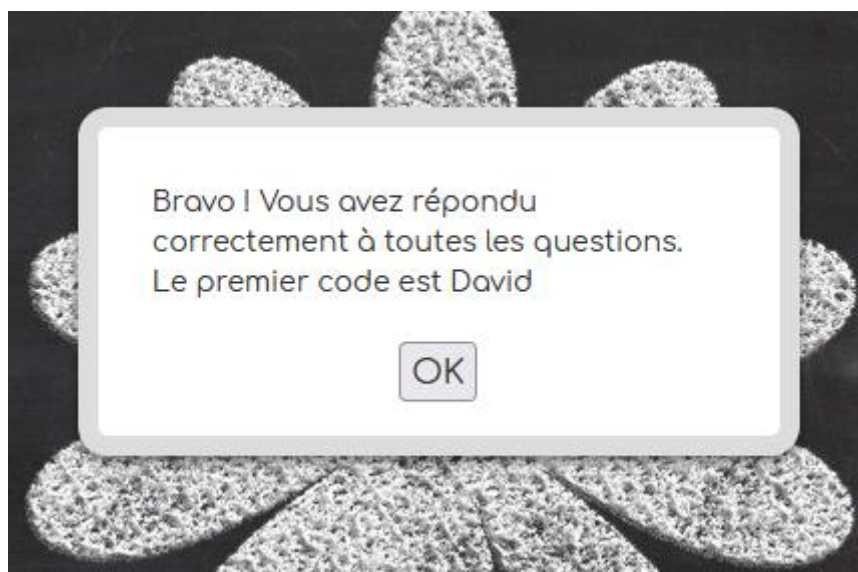 Bravo ! Vous avez répondu
correctement à toutes les questions.
Le premier code est David
OK